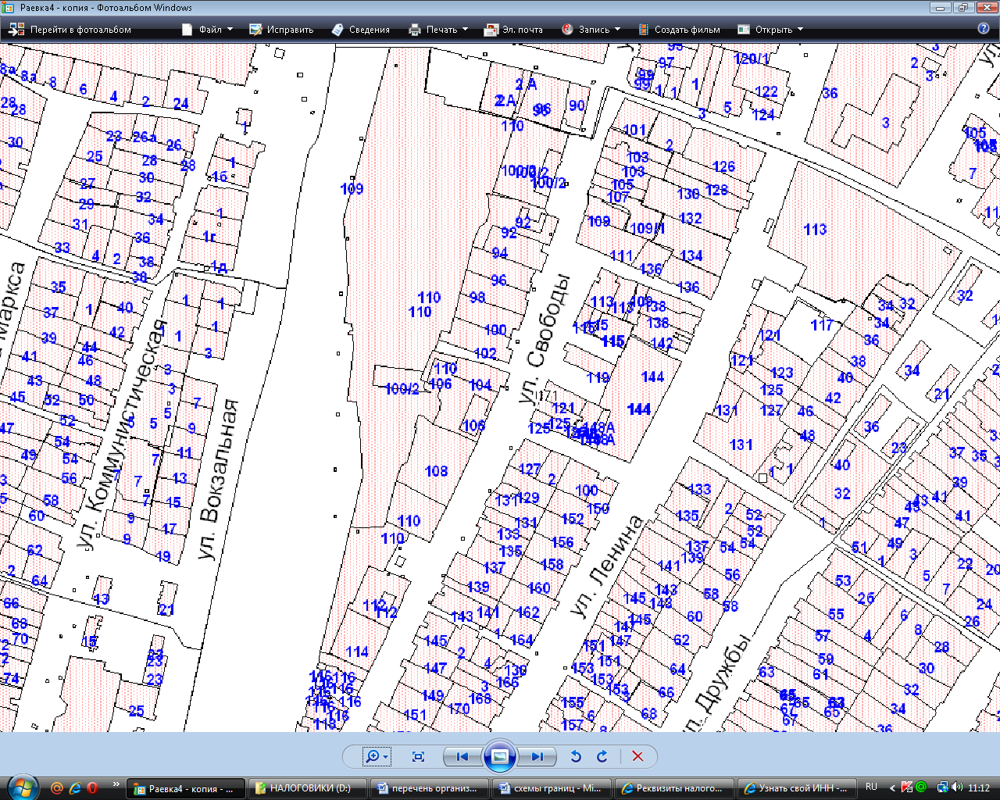 Раевка4 - копия - Фотоальбом Windows
Перейти в фотоальбом Файл Исправить Сведения Печать Эл. почта Запись Создать фильм Открыть
8а 8а 8 6 4 2 24
2 А 96 90
97 99 99 1 1 1 3 5
120/1 122 124 36 3 2 3 3
28 28 30
23 26а 26 25 28 28 30 27 32 29 34 31 36 33 4 2 38 38
1 1 1б 1 1г 1д
109
110 100/2 100/2
92 92 94 96 98 100 102
110
110
101 2 103 103 105 107 109 109/1 111 136
126 128 130 132 134 136
113
105 7
35 37 39 41 43 45 1 40 42 44 46 48 50 52 52 54 54 56
1 1 1 1 3 3 3 5 5 7 9 11 13 15 17 19
113 113 138 138 142 115 115 119 144 144
121 121 123 125 127 131 131 117
34 34 32 36 38 40 42 46 48
32 34 21 36 23 40 32
100/2 110 106 104 106 108 110 110
171 121 125 125
47 49 58 60 62 64 2
7 7 7 9 9
127 2 129 131 131 133 135 137 139 141 143
100 150 152 156 158 160 162 164 1
133 135 137 139 141 143 143 145 145 147 147
2 52 52 54 54 56 58 58 60 62 64 66 68
1 1 1
37 35 39 41 41 43 47 49 51 1 3 5 7 22 20 24 26
53 55 57 59 61 63 26 4 6 8 28 30 32 34 36
13 21 15 23 23 23 25
66 68 70 74
112 112 114 116 116 116 116 118
145 147 149 151 2 4 3 130 166 168 170
151 151 153 153 153 155 157 6 8
65 65 65 67
ул. Маркса
ул. Коммунистическая
ул. Вокзальная
ул. Свободы
ул. Ленина
ул. Дружбы
Раевка4 - копия - ... НАЛОГОВИКИ (D:) перечень организ... схемы границ - Mi... Реквизиты налого... Узнать свой ИНН -... RU 11:12